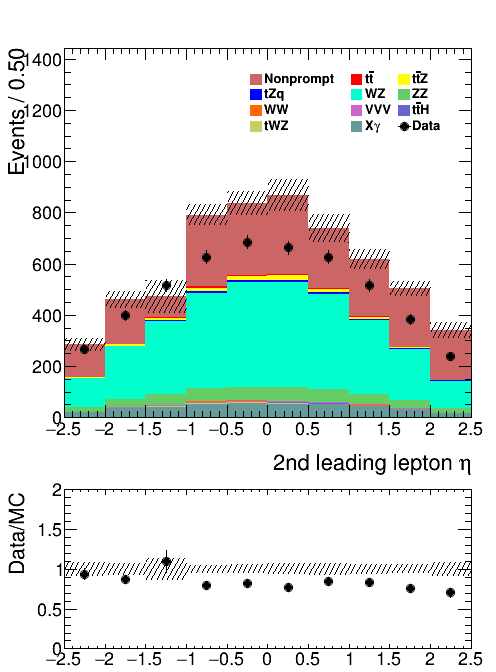 Events / 0.50
1400
1200
1000
800
600
400
200
0
Nonprompt tt̄ tt̄Z
tZq WZ ZZ
WW VVV tt̄H
tWZ Xγ Data
−2.5 −2 −1.5 −1 −0.5 0 0.5 1 1.5 2 2.5
2nd leading lepton η
Data/MC
2
1.5
1
0.5
0
−2.5 −2 −1.5 −1 −0.5 0 0.5 1 1.5 2 2.5